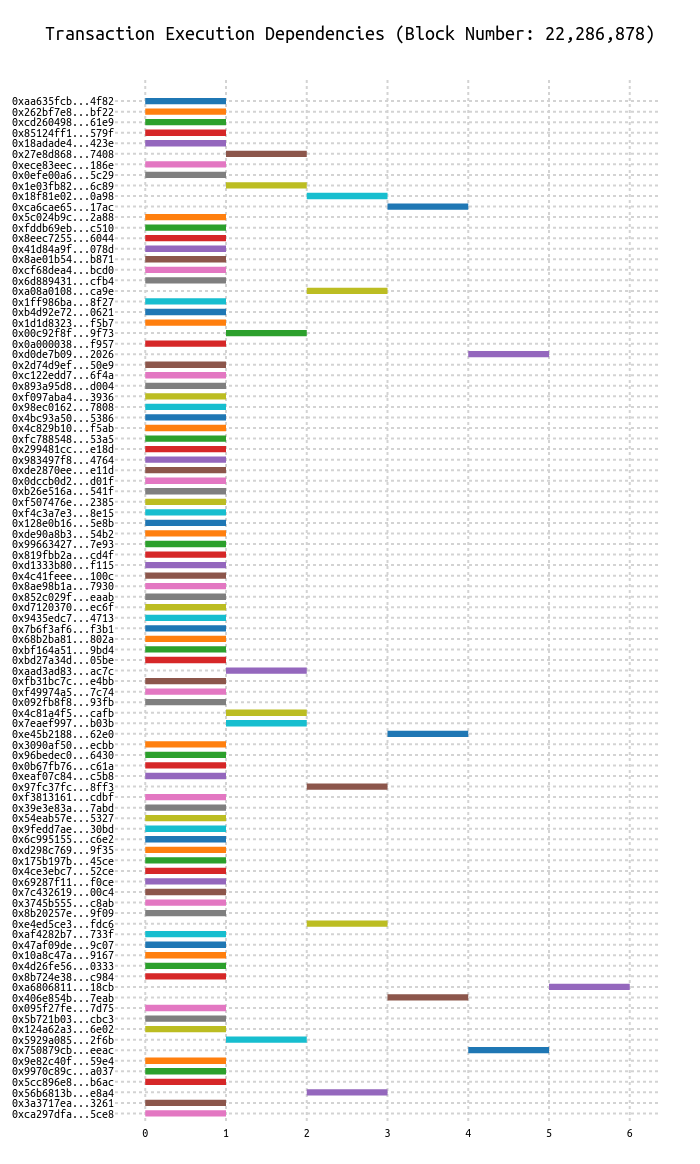 Transaction Execution Dependencies (Block Number: 22,286,878)
0xaa635fcb...4f82
0x262bf7e8...bf22
0xcd260498...61e9
0x85124ff1...579f
0x18adade4...423e
0x27e8d868...7408
0xece83eec...186e
0x0efe00a6...5c29
0x1e03fb82...6c89
0x18f81e02...0a98
0xca6cae65...17ac
0x5c024b9c...2a88
0xfddb69eb...c510
0x8eec7255...6044
0x41d84a9f...078d
0x8ae01b54...b871
0xcf68dea4...bcd0
0x6d889431...cfb4
0xa08a0108...ca9e
0x1ff986ba...8f27
0xb4d92e72...0621
0x1d1d8323...f5b7
0x00c92f8f...9f73
0x0a000038...f957
0xd0de7b09...2026
0x2d74d9ef...50e9
0xc122edd7...6f4a
0x893a95d8...d004
0xf097aba4...3936
0x98ec0162...7808
0x4bc93a50...5386
0x4c829b10...f5ab
0xfc788548...53a5
0x299481cc...e18d
0x983497f8...4764
0xde2870ee...e11d
0x0dccb0d2...d01f
0xb26e516a...541f
0xf507476e...2385
0xf4c3a7e3...8e15
0x128e0b16...5e8b
0xde90a8b3...54b2
0x99663427...7e93
0x819fbb2a...cd4f
0xd1333b80...f115
0x4c41feee...100c
0x8ae98b1a...7930
0x852c029f...eaab
0xd7120370...ec6f
0x9435edc7...4713
0x7b6f3af6...f3b1
0x68b2ba81...802a
0xbf164a51...9bd4
0xbd27a34d...05be
0xaad3ad83...ac7c
0xfb31bc7c...e4bb
0xf49974a5...7c74
0x092fb8f8...93fb
0x4c81a4f5...cafb
0x7eaef997...b03b
0xe45b2188...62e0
0x3090af50...ecbb
0x96bedec0...6430
0x0b67fb76...c61a
0xeaf07c84...c5b8
0x97fc37fc...8ff3
0xf3813161...cdbf
0x39e3e83a...7abd
0x54eab57e...5327
0x9fedd7ae...30bd
0x6c995155...c6e2
0xd298c769...9f35
0x175b197b...45ce
0x4ce3ebc7...52ce
0x69287f11...f0ce
0x7c432619...00c4
0x3745b555...c8ab
0x8b20257e...9f09
0xe4ed5ce3...fdc6
0xaf4282b7...733f
0x47af09de...9c07
0x10a8c47a...9167
0x4d26fe56...0333
0x8b724e38...c984
0xa6806811...18cb
0x406e854b...7eab
0x095f27fe...7d75
0x5b721b03...cbc3
0x124a62a3...6e02
0x5929a085...2f6b
0x750879cb...eeac
0x9e82c40f...59e4
0x9970c89c...a037
0x5cc896e8...b6ac
0x56b6813b...e8a4
0x3a3717ea...3261
0xca297dfa...5ce8
0 1 2 3 4 5 6